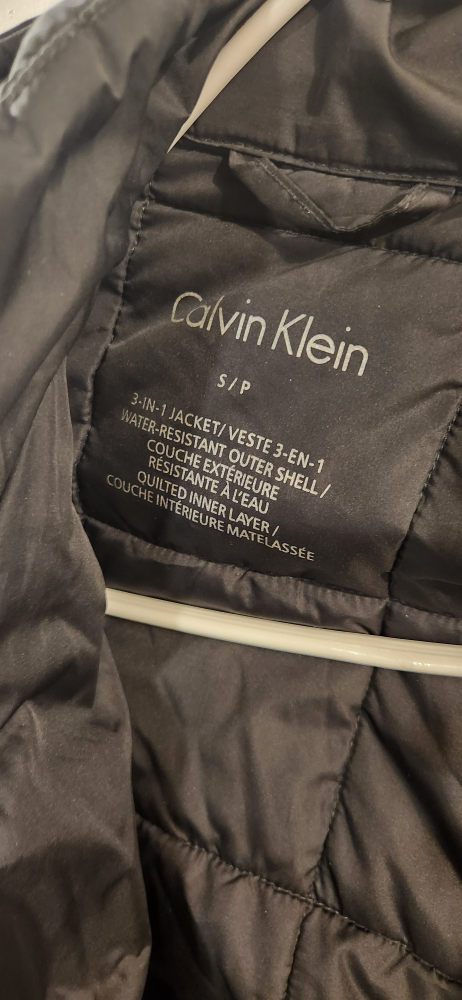 Calvin Klein
S / P
3-IN-1 JACKET/ VESTE 3-EN-1
WATER-RESISTANT OUTER SHELL /
COUCHE EXTÉRIEURE
RÉSISTANTE À L'EAU
QUILTED INNER LAYER /
COUCHE INTÉRIEURE MATELASSÉE